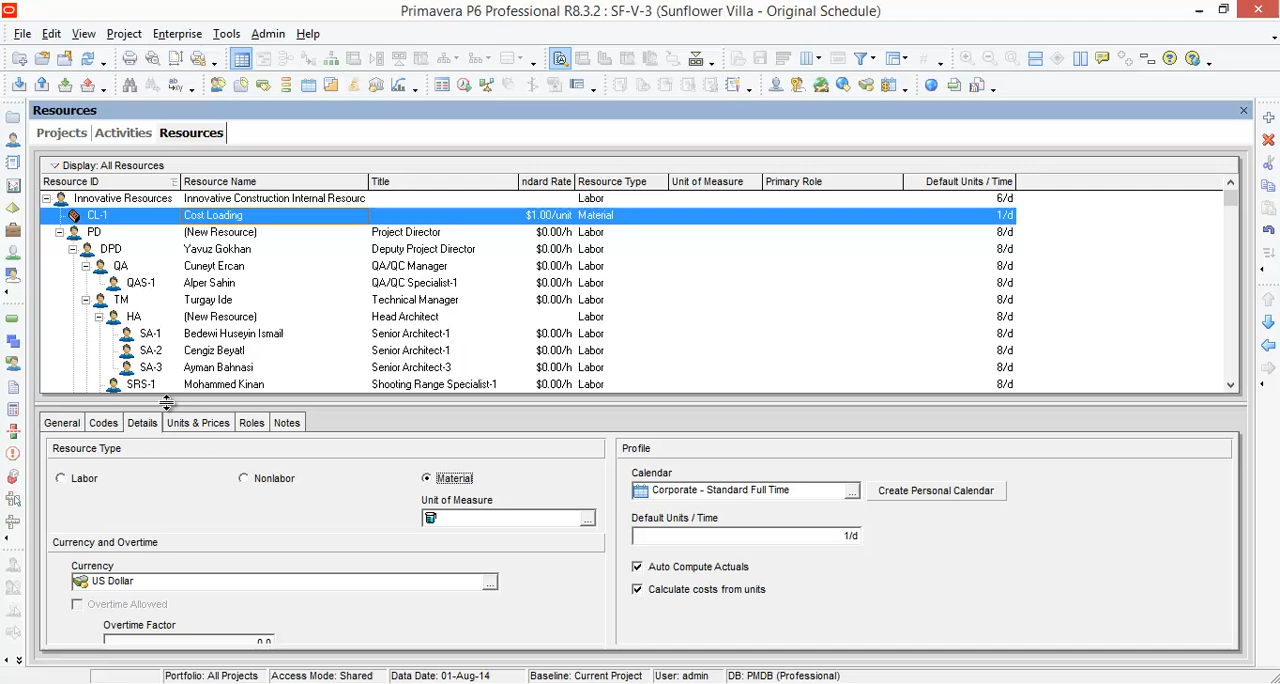 Primavera P6 Professional R8.3.2 : SF-V-3 (Sunflower Villa - Original Schedule)
File Edit View Project Enterprise Tools Admin Help
Resources
Projects Activities Resources
Display: All Resources
Resource ID Resource Name Title ndard Rate Resource Type Unit of Measure Primary Role Default Units / Time
Innovative Resources Innovative Construction Internal Resourc Labor 6/d
CL-1 Cost Loading $1.00/unit Material 1/d
PD (New Resource) Project Director $0.00/h Labor 8/d
DPD Yavuz Gokhan Deputy Project Director $0.00/h Labor 8/d
QA Cuneyt Ercan QA/QC Manager $0.00/h Labor 8/d
QAS-1 Alper Sahin QA/QC Specialist-1 $0.00/h Labor 8/d
TM Turgay Ide Technical Manager $0.00/h Labor 8/d
HA (New Resource) Head Architect Labor 8/d
SA-1 Bedewi Huseyin Ismail Senior Architect-1 $0.00/h Labor 8/d
SA-2 Cengiz Beyatl Senior Architect-1 $0.00/h Labor 8/d
SA-3 Ayman Bahnasi Senior Architect-3 $0.00/h Labor 8/d
SRS-1 Mohammed Kinan Shooting Range Specialist-1 $0.00/h Labor 8/d
General Codes Details Units & Prices Roles Notes
Resource Type Profile
Labor Nonlabor Material
Calendar
Corporate - Standard Full Time ... Create Personal Calendar
Unit of Measure
...
Default Units / Time
1/d
Currency and Overtime
Currency
US Dollar ...
Auto Compute Actuals
Calculate costs from units
Overtime Allowed
Overtime Factor
0.0
Portfolio: All Projects Access Mode: Shared Data Date: 01-Aug-14 Baseline: Current Project User: admin DB: PMDB (Professional)